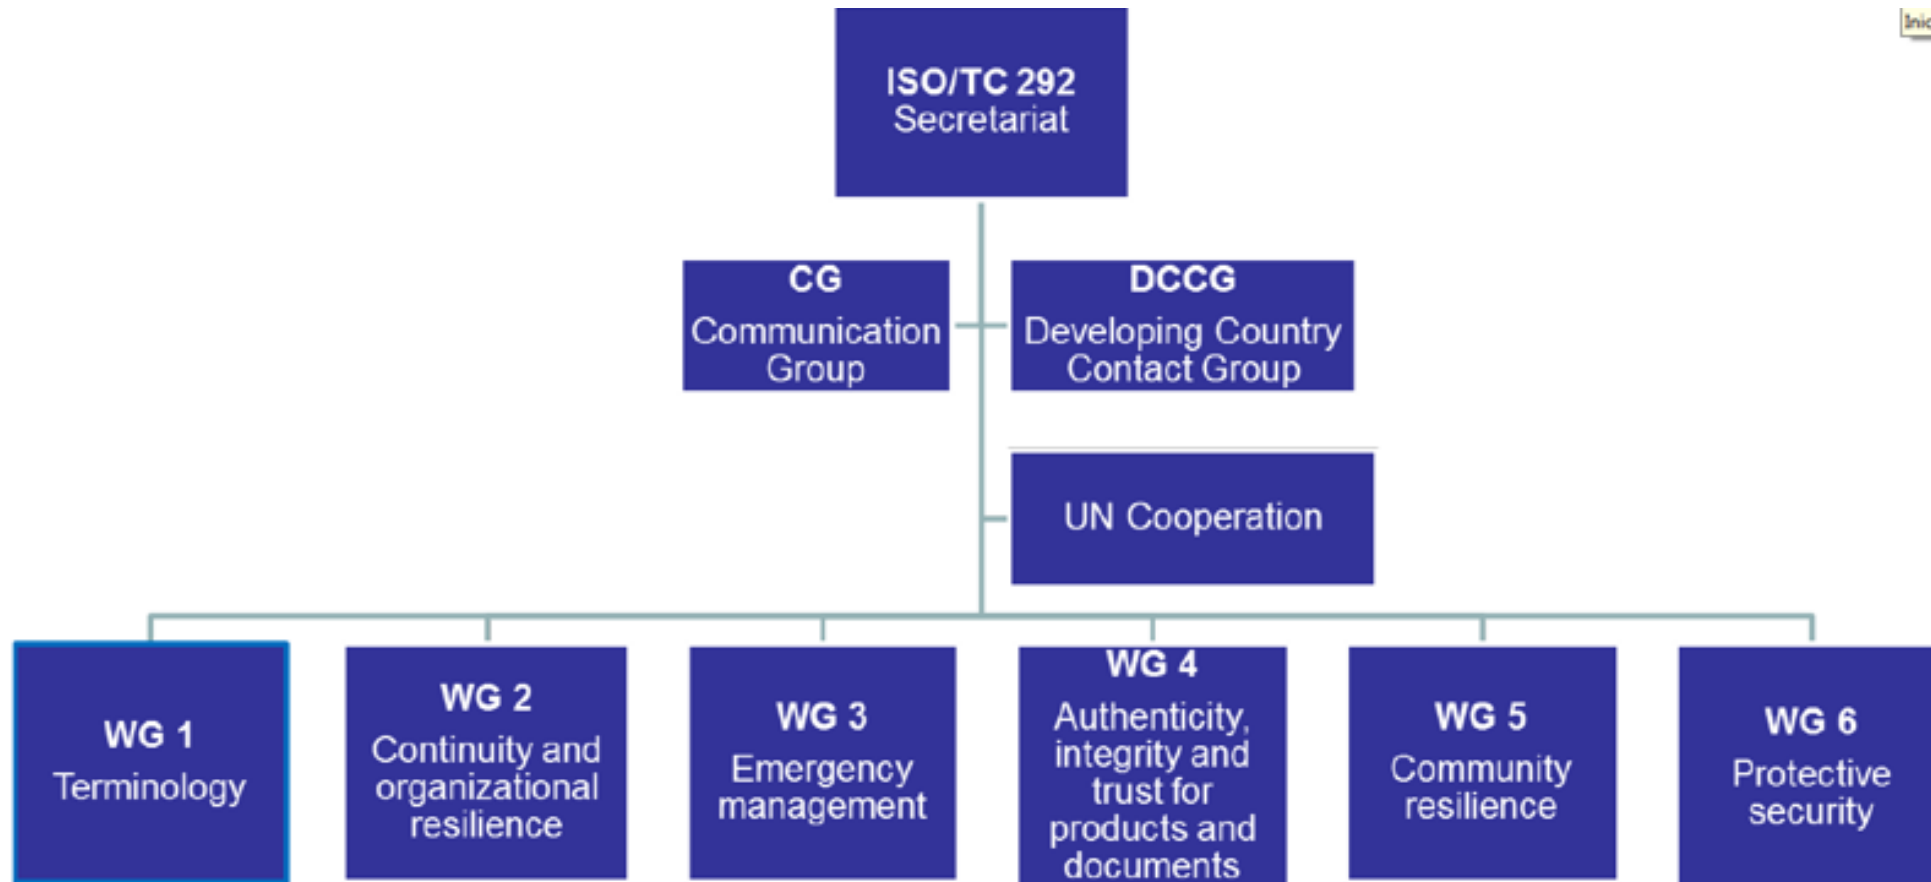 ISO/TC 292
Secretariat
CG
Communication
Group
DCCG
Developing Country
Contact Group
UN Cooperation
WG 1
Terminology
WG 2
Continuity and
organizational
resilience
WG 3
Emergency
management
WG 4
Authenticity,
integrity and
trust for
products and
documents
WG 5
Community
resilience
WG 6
Protective
security